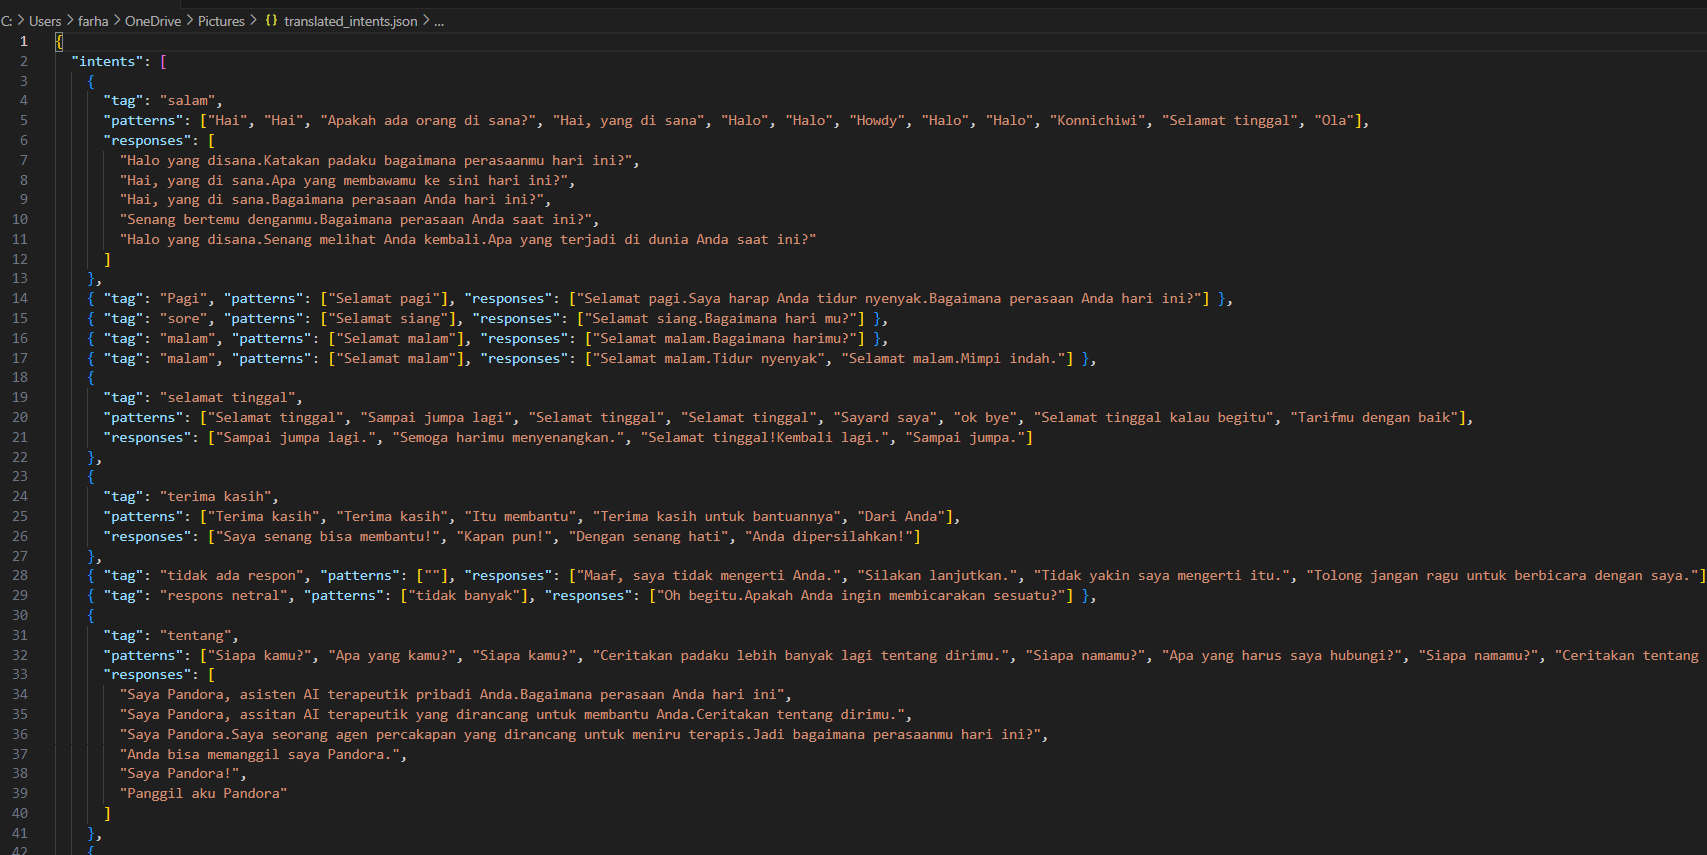 C: > Users > farha > OneDrive > Pictures > {} translated_intents.json > ...
1 {
2 "intents": [
3 {
4 "tag": "salam",
5 "patterns": ["Hai", "Hai", "Apakah ada orang di sana?", "Hai, yang di sana", "Halo", "Halo", "Howdy", "Halo", "Halo", "Konnichiwi", "Selamat tinggal", "Ola"],
6 "responses": [
7 "Halo yang disana.Katakan padaku bagaimana perasaanmu hari ini?",
8 "Hai, yang di sana.Apa yang membawamu ke sini hari ini?",
9 "Hai, yang di sana.Bagaimana perasaan Anda hari ini?",
10 "Senang bertemu denganmu.Bagaimana perasaan Anda saat ini?",
11 "Halo yang disana.Senang melihat Anda kembali.Apa yang terjadi di dunia Anda saat ini?"
12 ]
13 },
14 { "tag": "Pagi", "patterns": ["Selamat pagi"], "responses": ["Selamat pagi.Saya harap Anda tidur nyenyak.Bagaimana perasaan Anda hari ini?"] },
15 { "tag": "sore", "patterns": ["Selamat siang"], "responses": ["Selamat siang.Bagaimana hari mu?"] },
16 { "tag": "malam", "patterns": ["Selamat malam"], "responses": ["Selamat malam.Bagaimana harimu?"] },
17 { "tag": "malam", "patterns": ["Selamat malam"], "responses": ["Selamat malam.Tidur nyenyak", "Selamat malam.Mimpi indah."] },
18 {
19 "tag": "selamat tinggal",
20 "patterns": ["Selamat tinggal", "Sampai jumpa lagi", "Selamat tinggal", "Selamat tinggal", "Sayard saya", "ok bye", "Selamat tinggal kalau begitu", "Tarifmu dengan baik"],
21 "responses": ["Sampai jumpa lagi.", "Semoga harimu menyenangkan.", "Selamat tinggal!Kembali lagi.", "Sampai jumpa."]
22 },
23 {
24 "tag": "terima kasih",
25 "patterns": ["Terima kasih", "Terima kasih", "Itu membantu", "Terima kasih untuk bantuannya", "Dari Anda"],
26 "responses": ["Saya senang bisa membantu!", "Kapan pun!", "Dengan senang hati", "Anda dipersilahkan!"]
27 },
28 { "tag": "tidak ada respon", "patterns": [""], "responses": ["Maaf, saya tidak mengerti Anda.", "Silakan lanjutkan.", "Tidak yakin saya mengerti itu.", "Tolong jangan ragu untuk berbicara dengan saya."]
29 { "tag": "respons netral", "patterns": ["tidak banyak"], "responses": ["Oh begitu.Apakah Anda ingin membicarakan sesuatu?"] },
30 {
31 "tag": "tentang",
32 "patterns": ["Siapa kamu?", "Apa yang kamu?", "Siapa kamu?", "Ceritakan padaku lebih banyak lagi tentang dirimu.", "Siapa namamu?", "Apa yang harus saya hubungi?", "Siapa namamu?", "Ceritakan tentang
33 "responses": [
34 "Saya Pandora, asisten AI terapeutik pribadi Anda.Bagaimana perasaan Anda hari ini",
35 "Saya Pandora, assitan AI terapeutik yang dirancang untuk membantu Anda.Ceritakan tentang dirimu.",
36 "Saya Pandora.Saya seorang agen percakapan yang dirancang untuk meniru terapis.Jadi bagaimana perasaanmu hari ini?",
37 "Anda bisa memanggil saya Pandora.",
38 "Saya Pandora!",
39 "Panggil aku Pandora"
40 ]
41 },
42 {